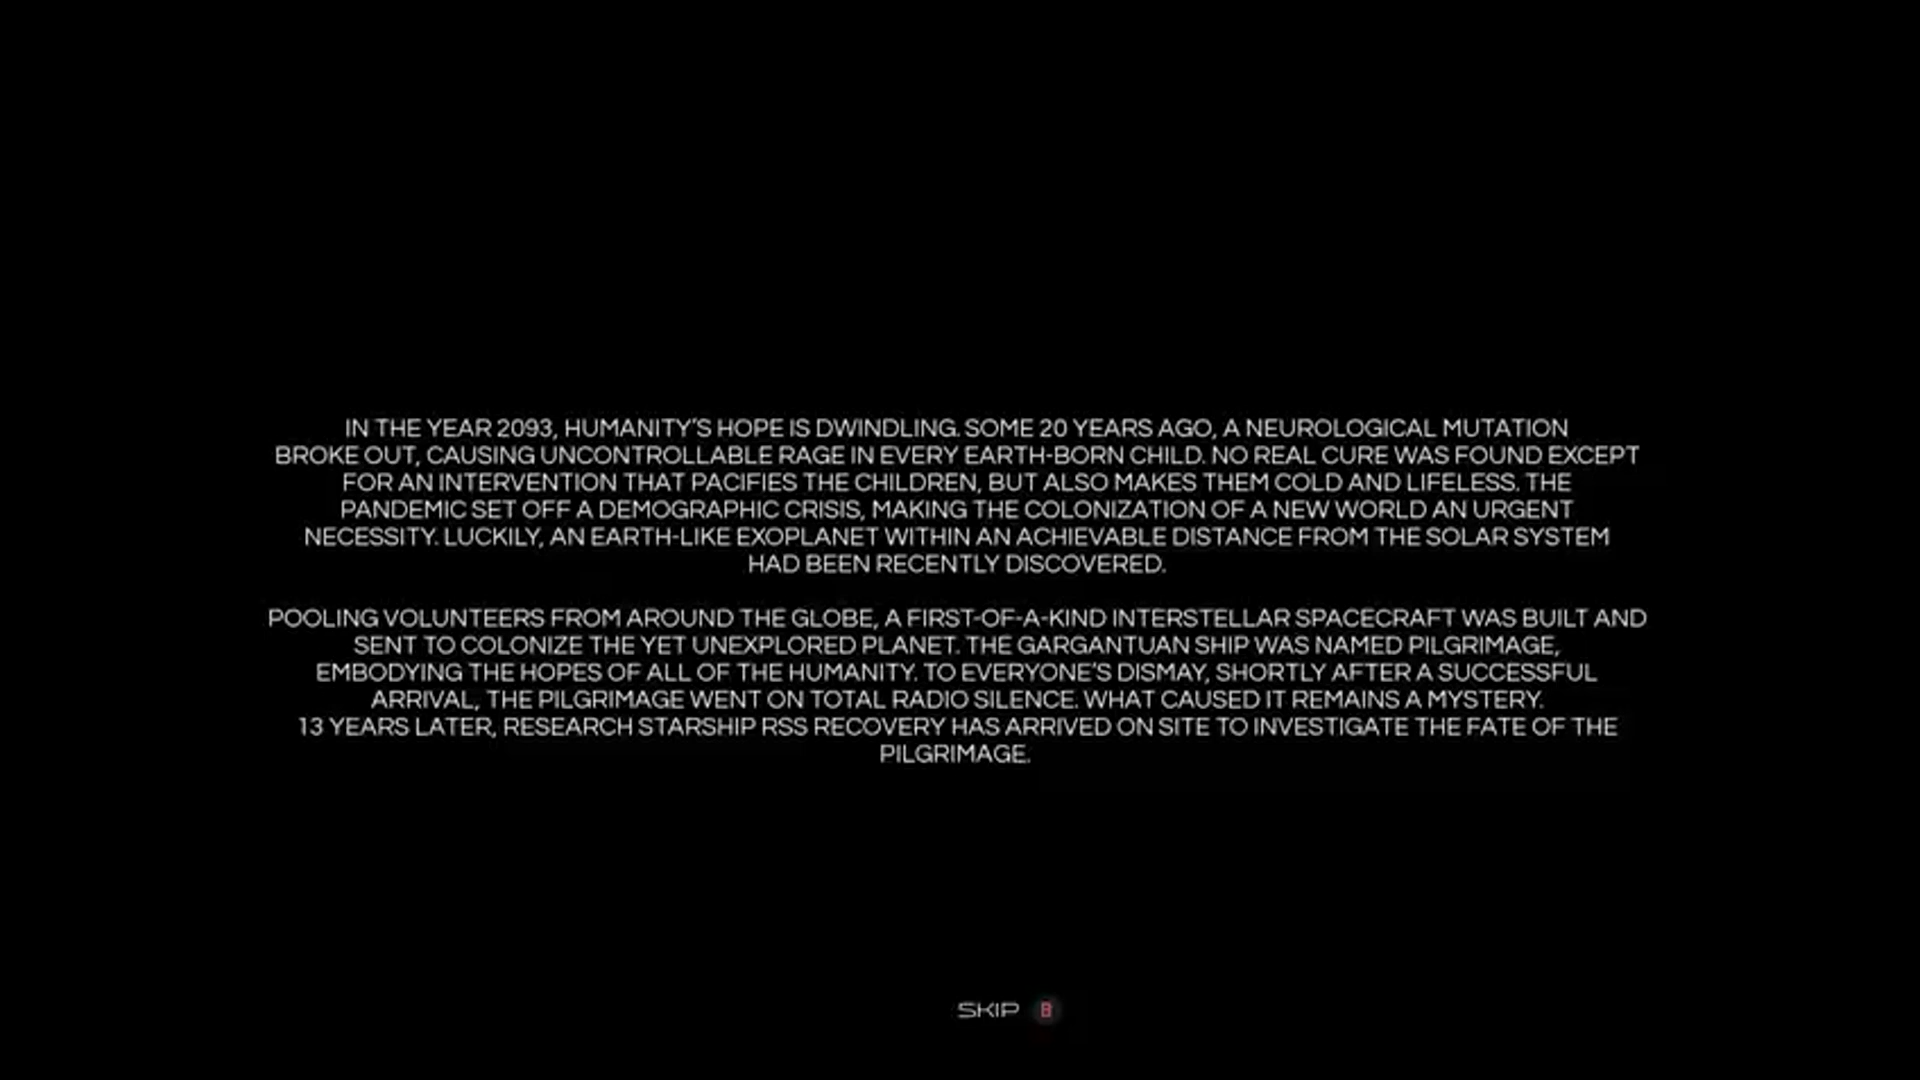 IN THE YEAR 2093, HUMANITY'S HOPE IS DWINDLING. SOME 20 YEARS AGO, A NEUROLOGICAL MUTATION
BROKE OUT, CAUSING UNCONTROLLABLE RAGE IN EVERY EARTH-BORN CHILD. NO REAL CURE WAS FOUND EXCEPT
FOR AN INTERVENTION THAT PACIFIES THE CHILDREN, BUT ALSO MAKES THEM COLD AND LIFELESS. THE
PANDEMIC SET OFF A DEMOGRAPHIC CRISIS, MAKING THE COLONIZATION OF A NEW WORLD AN URGENT
NECESSITY. LUCKILY, AN EARTH-LIKE EXOPLANET WITHIN AN ACHIEVABLE DISTANCE FROM THE SOLAR SYSTEM
HAD BEEN RECENTLY DISCOVERED.
POOLING VOLUNTEERS FROM AROUND THE GLOBE, A FIRST-OF-A-KIND INTERSTELLAR SPACECRAFT WAS BUILT AND
SENT TO COLONIZE THE YET UNEXPLORED PLANET. THE GARGANTUAN SHIP WAS NAMED PILGRIMAGE,
EMBODYING THE HOPES OF ALL OF THE HUMANITY. TO EVERYONE'S DISMAY, SHORTLY AFTER A SUCCESSFUL
ARRIVAL, THE PILGRIMAGE WENT ON TOTAL RADIO SILENCE. WHAT CAUSED IT REMAINS A MYSTERY.
13 YEARS LATER, RESEARCH STARSHIP RSS RECOVERY HAS ARRIVED ON SITE TO INVESTIGATE THE FATE OF THE
PILGRIMAGE.
SKIP B